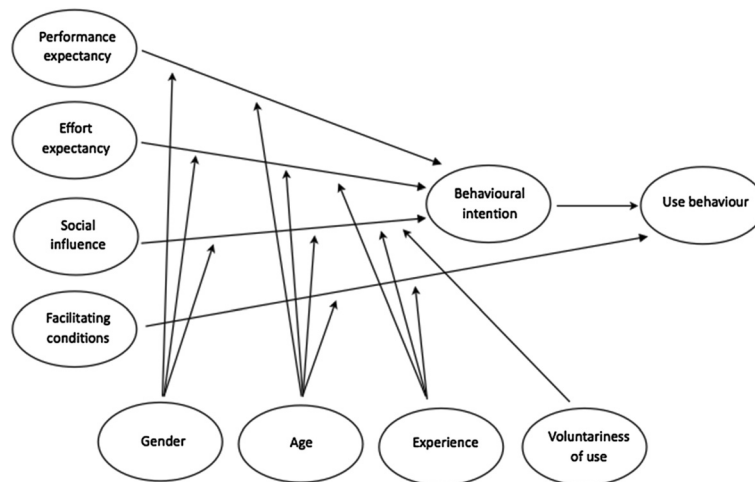 Performance
expectancy
Effort
expectancy
Social
influence
Facilitating
conditions
Behavioural
intention
Use behaviour
Gender
Age
Experience
Voluntariness
of use